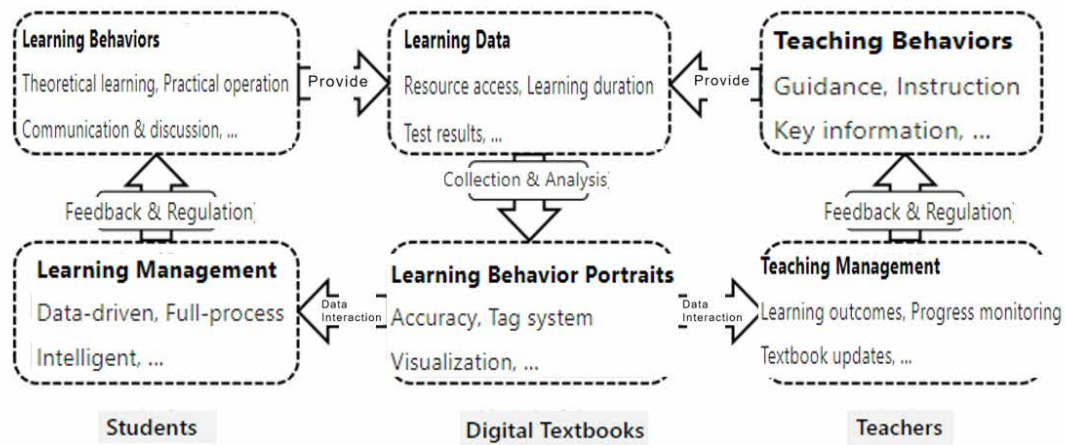 Learning Behaviors
Theoretical learning, Practical operation
Communication & discussion, ...
Provide
Learning Data
Resource access, Learning duration
Test results, ...
Provide
Teaching Behaviors
Guidance, Instruction
Key information, ...
Feedback & Regulation
Collection & Analysis
Feedback & Regulation
Learning Management
Data-driven, Full-process
Intelligent, ...
Data
Interaction
Learning Behavior Portraits
Accuracy, Tag system
Visualization, ...
Data
Interaction
Teaching Management
Learning outcomes, Progress monitoring
Textbook updates, ...
Students
Digital Textbooks
Teachers